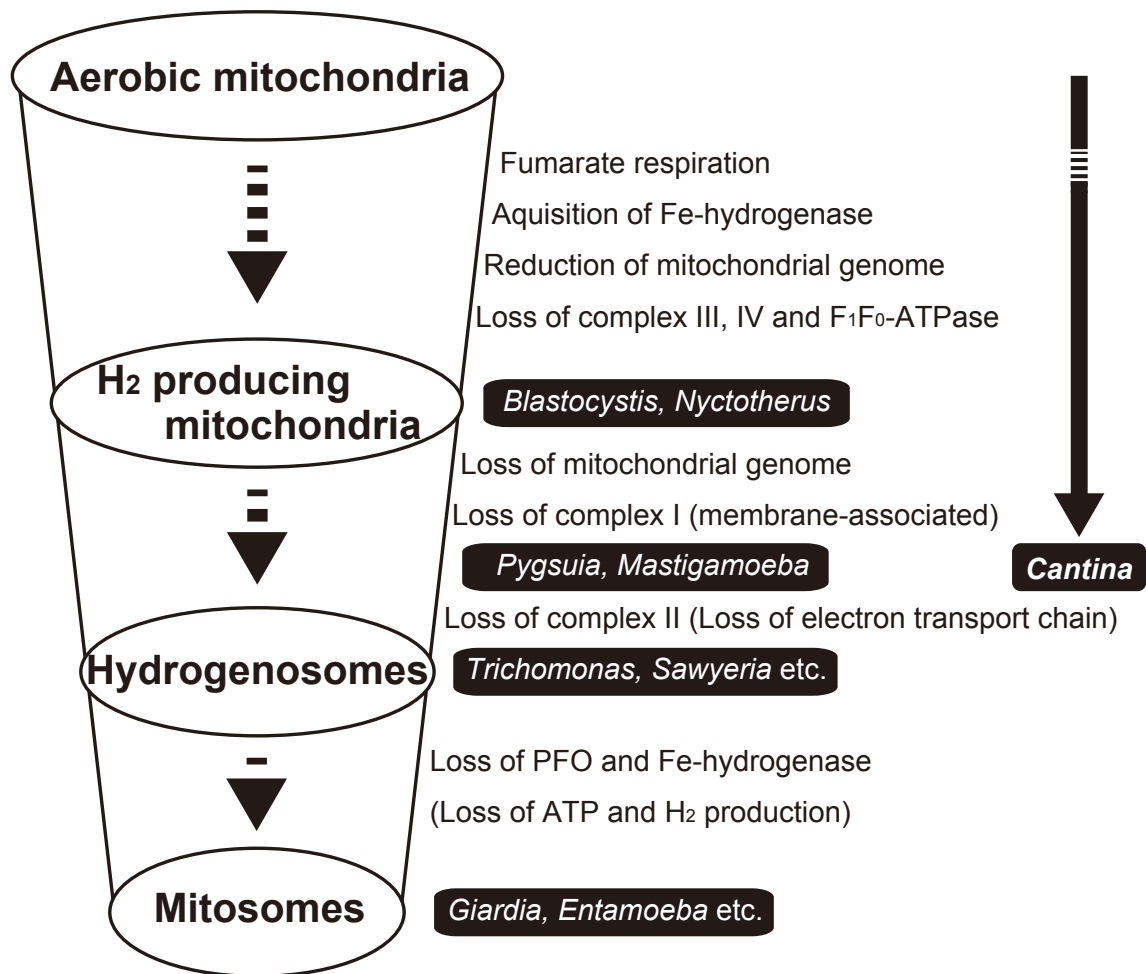 Aerobic mitochondria
Fumarate respiration
Aquisition of Fe-hydrogenase
Reduction of mitochondrial genome
Loss of complex III, IV and F₁F₀-ATPase
H₂ producing
mitochondria
Blastocystis, Nyctotherus
Loss of mitochondrial genome
Loss of complex I (membrane-associated)
Pygsuia, Mastigamoeba
Cantina
Loss of complex II (Loss of electron transport chain)
Hydrogenosomes
Trichomonas, Sawyeria etc.
Loss of PFO and Fe-hydrogenase
(Loss of ATP and H₂ production)
Mitosomes
Giardia, Entamoeba etc.